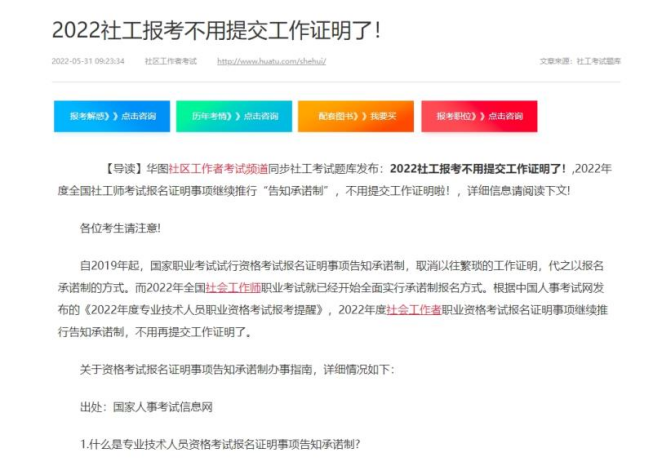 2022社工报考不用提交工作证明了！
2022-05-31 09:23:34 社区工作者考试 http://www.huatu.com/shehui/ 文章来源：社工考试题库
报考解惑》》点击咨询 历年考情》》点击咨询 配套图书》》我要买 报考职位》》点击咨询
【导读】华图社区工作者考试频道同步社工考试题库发布：2022社工报考不用提交工作证明了！,2022年
度全国社工师考试报名证明事项继续推行“告知承诺制”，不用提交工作证明啦！，详细信息请阅读下文!
各位考生请注意!
自2019年起，国家职业考试试行资格考试报名证明事项告知承诺制，取消以往繁琐的工作证明，代之以报名
承诺制的方式。而2022年全国社会工作师职业考试就已经开始全面实行承诺制报名方式。根据中国人事考试网发
布的《2022年度专业技术人员职业资格考试报考提醒》，2022年度社会工作者职业资格考试报名证明事项继续推
行告知承诺制，不用再提交工作证明了。
关于资格考试报名证明事项告知承诺制办事指南，详细情况如下：
出处：国家人事考试信息网
1.什么是专业技术人员资格考试报名证明事项告知承诺制?